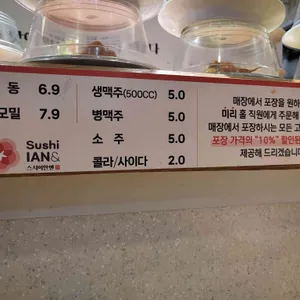 동 6.9
모밀 7.9
Sushi
IAN&
스시이안앤
생맥주(500CC) 5.0
병맥주 5.0
소 주 5.0
콜라/사이다 2.0
매장에서 포장을 원하
미리 홀 직원에게 주문해
매장에서 포장하시는 모든 고
포장 가격의 "10%" 할인된
제공해 드리겠습니다